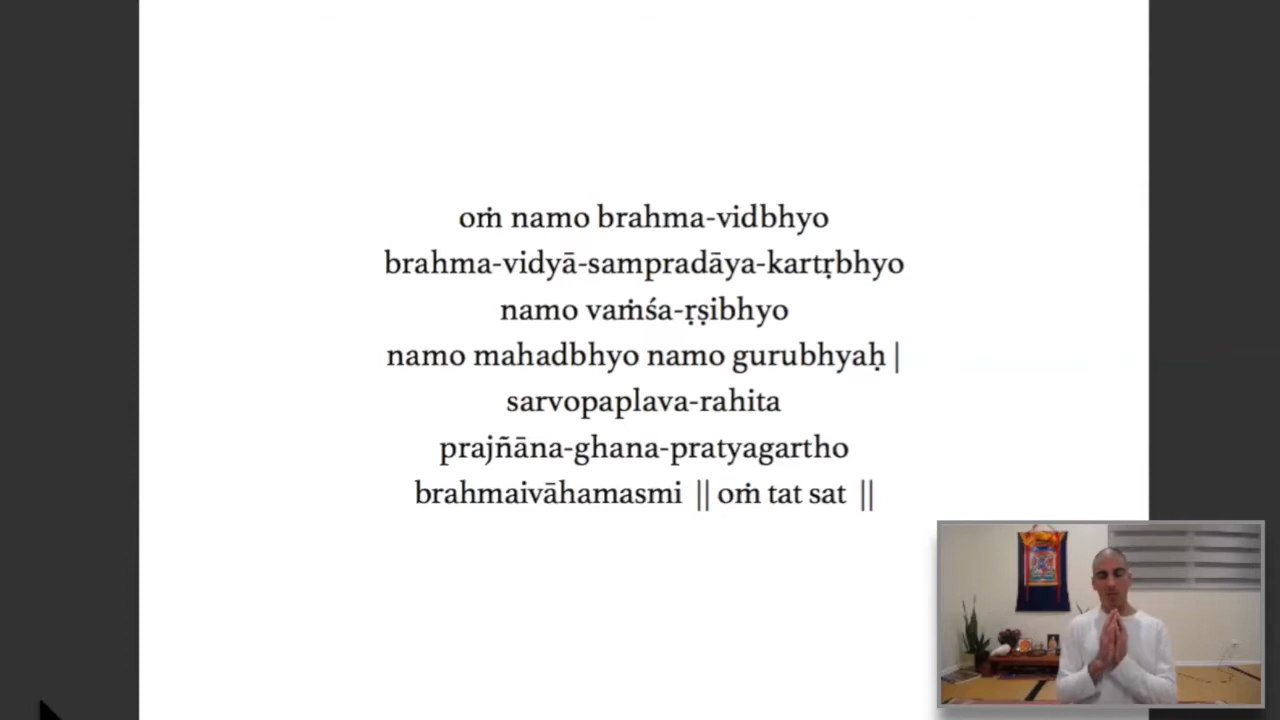 oṁ namo brahma-vidbhyo
brahma-vidyā-sampradāya-kartṛbhyo
namo vaṁśa-ṛṣibhyo
namo mahadbhyo namo gurubhyaḥ |
sarvopaplava-rahita
prajñāna-ghana-pratyagartho
brahmaivāhamasmi || oṁ tat sat ||